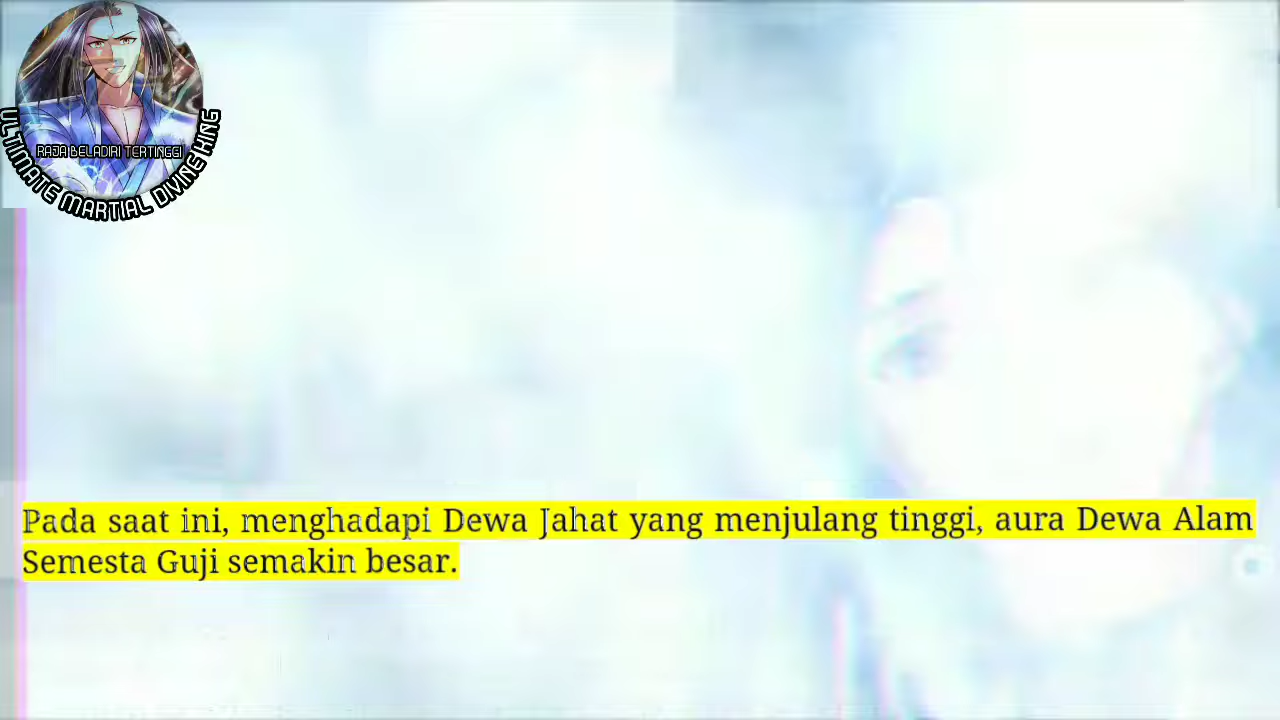 RAJA BELADIRI TERTINGGI
ULTIMATE MARTIAL DIVINE KING
Pada saat ini, menghadapi Dewa Jahat yang menjulang tinggi, aura Dewa Alam
Semesta Guji semakin besar.